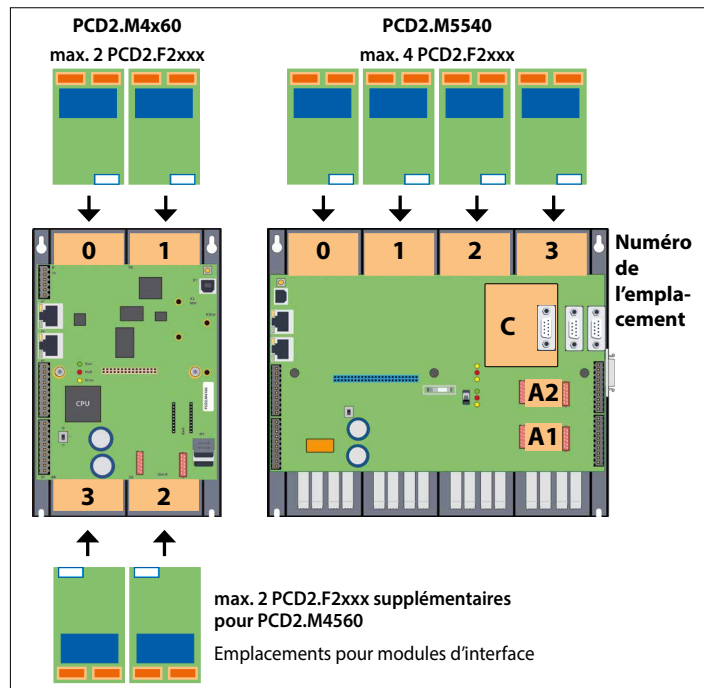 PCD2.M4x60
max. 2 PCD2.F2xxx
PCD2.M5540
max. 4 PCD2.F2xxx
0
1
0
1
2
3
Numéro
de
l'empla-
cement
C
CPU
A2
A1
3
2
max. 2 PCD2.F2xxx supplémentaires
pour PCD2.M4560
Emplacements pour modules d'interface